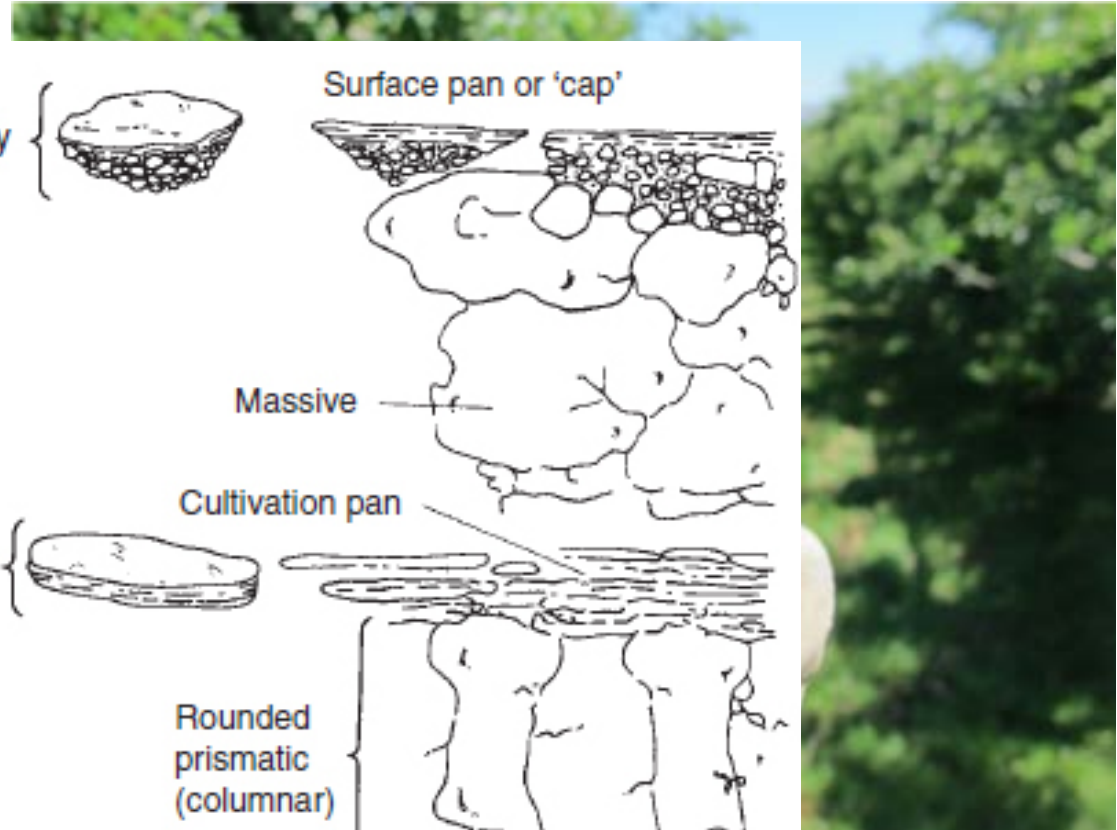 Surface pan or ‘cap’
Massive
Cultivation pan
Rounded
prismatic
(columnar)